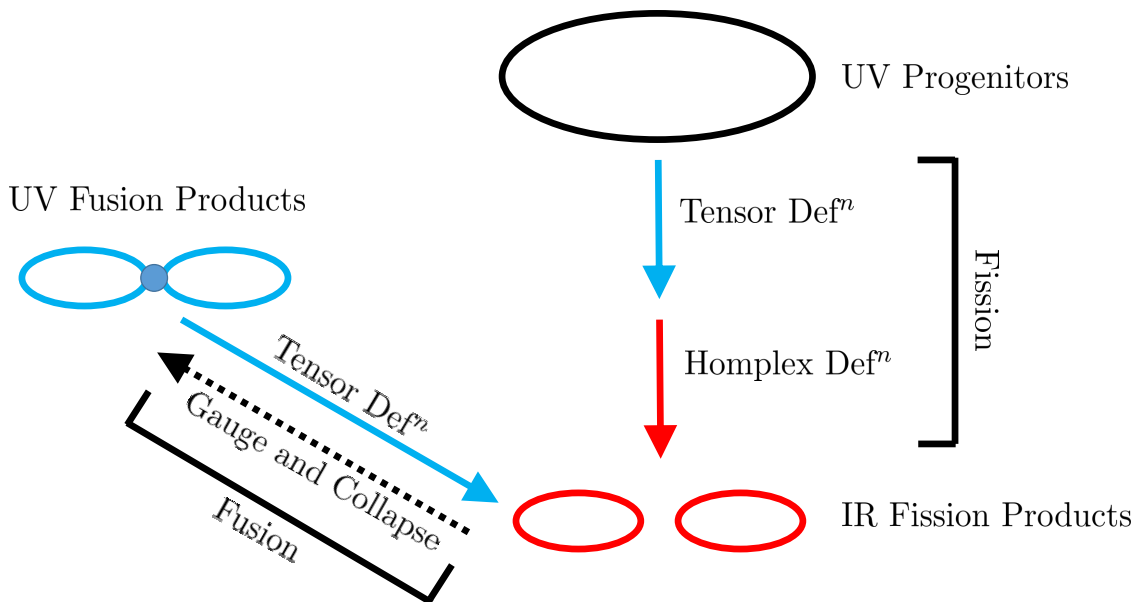 UV Progenitors
UV Fusion Products
Tensor Defⁿ
Fission
Homplex Defⁿ
Tensor Defⁿ
Gauge and Collapse
Fusion
IR Fission Products